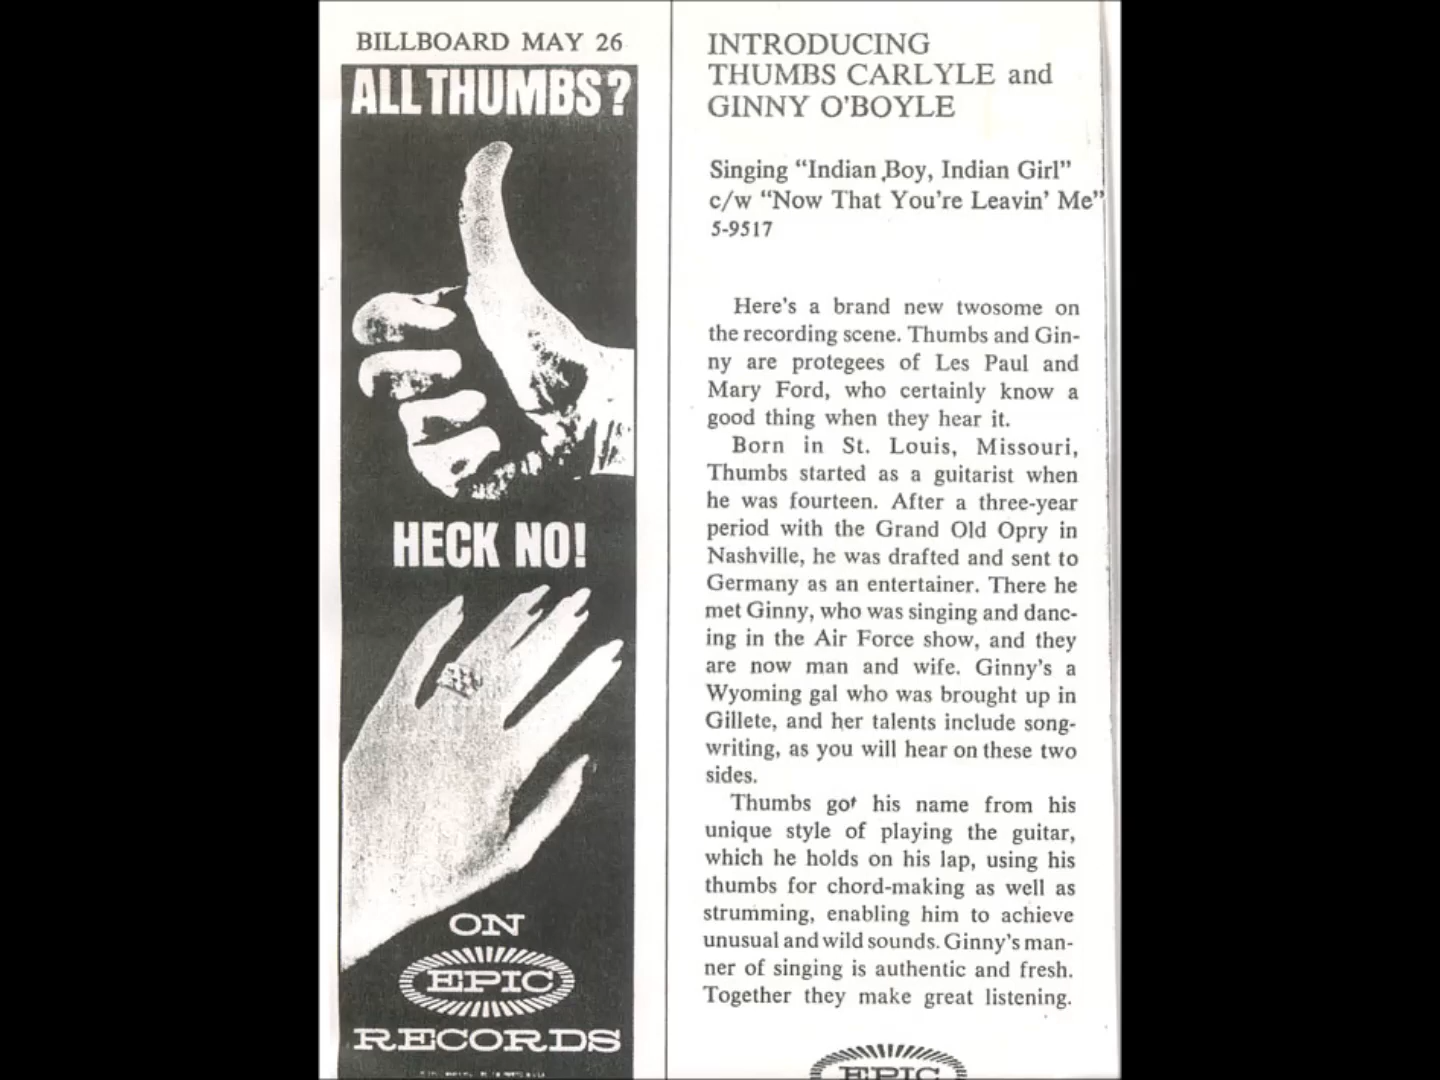 BILLBOARD MAY 26
ALL THUMBS?
HECK NO!
ON
EPIC
RECORDS
INTRODUCING
THUMBS CARLYLE and
GINNY O'BOYLE
Singing “Indian Boy, Indian Girl”
c/w “Now That You're Leavin' Me”
5-9517
Here's a brand new twosome on
the recording scene. Thumbs and Gin-
ny are protegees of Les Paul and
Mary Ford, who certainly know a
good thing when they hear it.
Born in St. Louis, Missouri,
Thumbs started as a guitarist when
he was fourteen. After a three-year
period with the Grand Old Opry in
Nashville, he was drafted and sent to
Germany as an entertainer. There he
met Ginny, who was singing and danc-
ing in the Air Force show, and they
are now man and wife. Ginny's a
Wyoming gal who was brought up in
Gillete, and her talents include song-
writing, as you will hear on these two
sides.
Thumbs got his name from his
unique style of playing the guitar,
which he holds on his lap, using his
thumbs for chord-making as well as
strumming, enabling him to achieve
unusual and wild sounds. Ginny's man-
ner of singing is authentic and fresh.
Together they make great listening.
EPIC